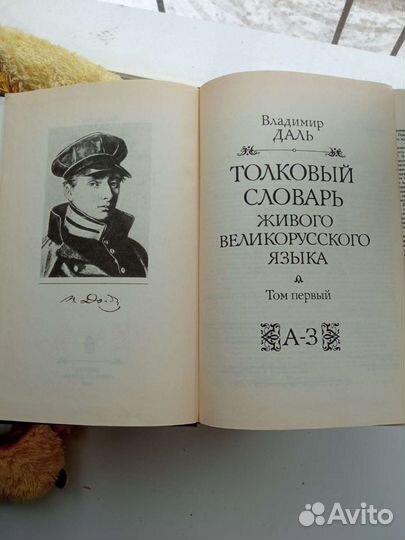 Владимир
ДАЛЬ
ТОЛКОВЫЙ
СЛОВАРЬ
ЖИВОГО
ВЕЛИКОРУССКОГО
ЯЗЫКА
Том первый
А-З
Avito